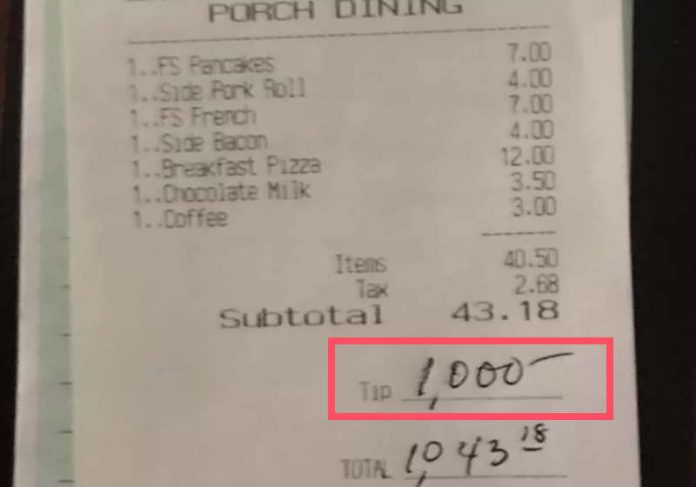 PORCH DINING
1..FS Pancakes 7.00
1..Side Pork Roll 4.00
1..FS French 7.00
1..Side Bacon 4.00
1..Breakfast Pizza 12.00
1..Chocolate Milk 3.50
1..Coffee 3.00
Items 40.50
Tax 2.68
Subtotal 43.18
Tip 1,000—
TOTAL 1,043 18